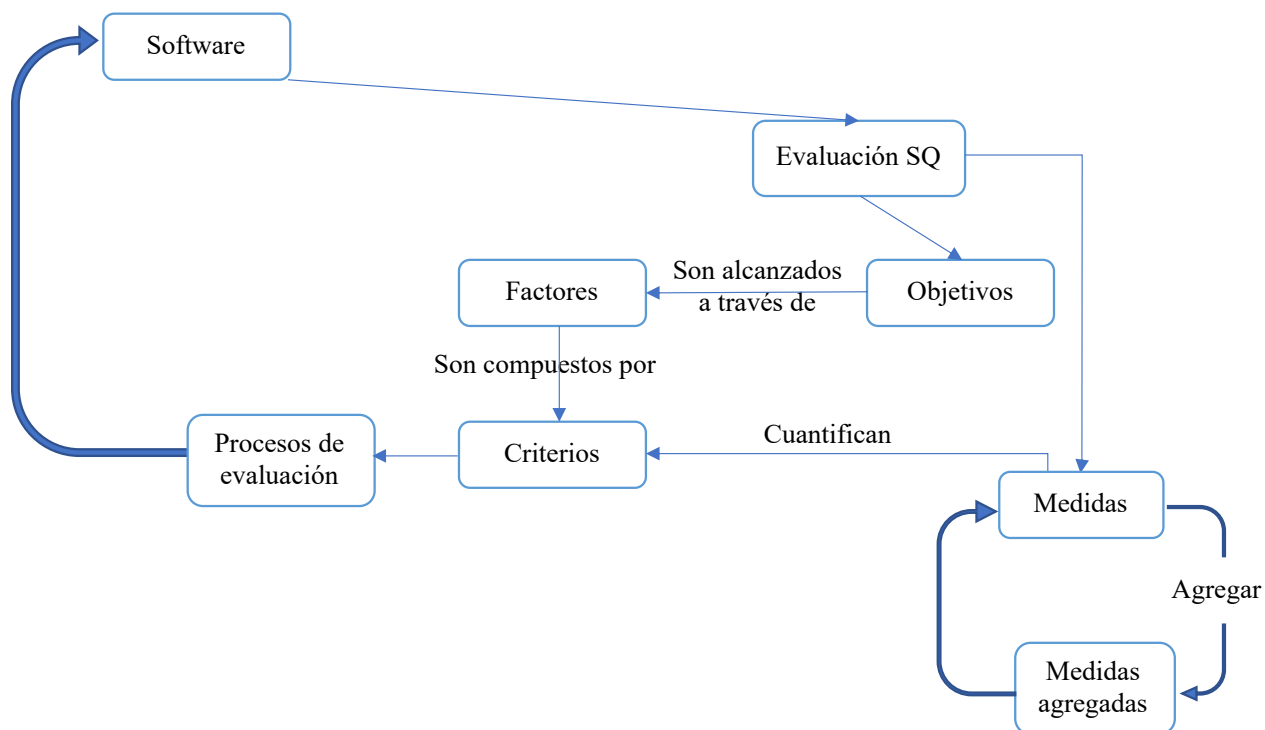 Software
Evaluación SQ
Son alcanzados
a través de
Factores
Objetivos
Son compuestos por
Procesos de
evaluación
Criterios
Cuantifican
Medidas
Agregar
Medidas
agregadas